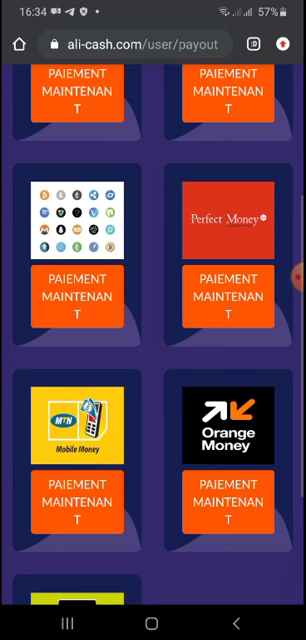 16:34
57%
ali-cash.com/user/payout
PAIEMENT
MAINTENAN
T
PAIEMENT
MAINTENAN
T
Perfect Money
PAIEMENT
MAINTENAN
T
PAIEMENT
MAINTENAN
T
MTN
Mobile Money
Orange
Money
PAIEMENT
MAINTENAN
T
PAIEMENT
MAINTENAN
T